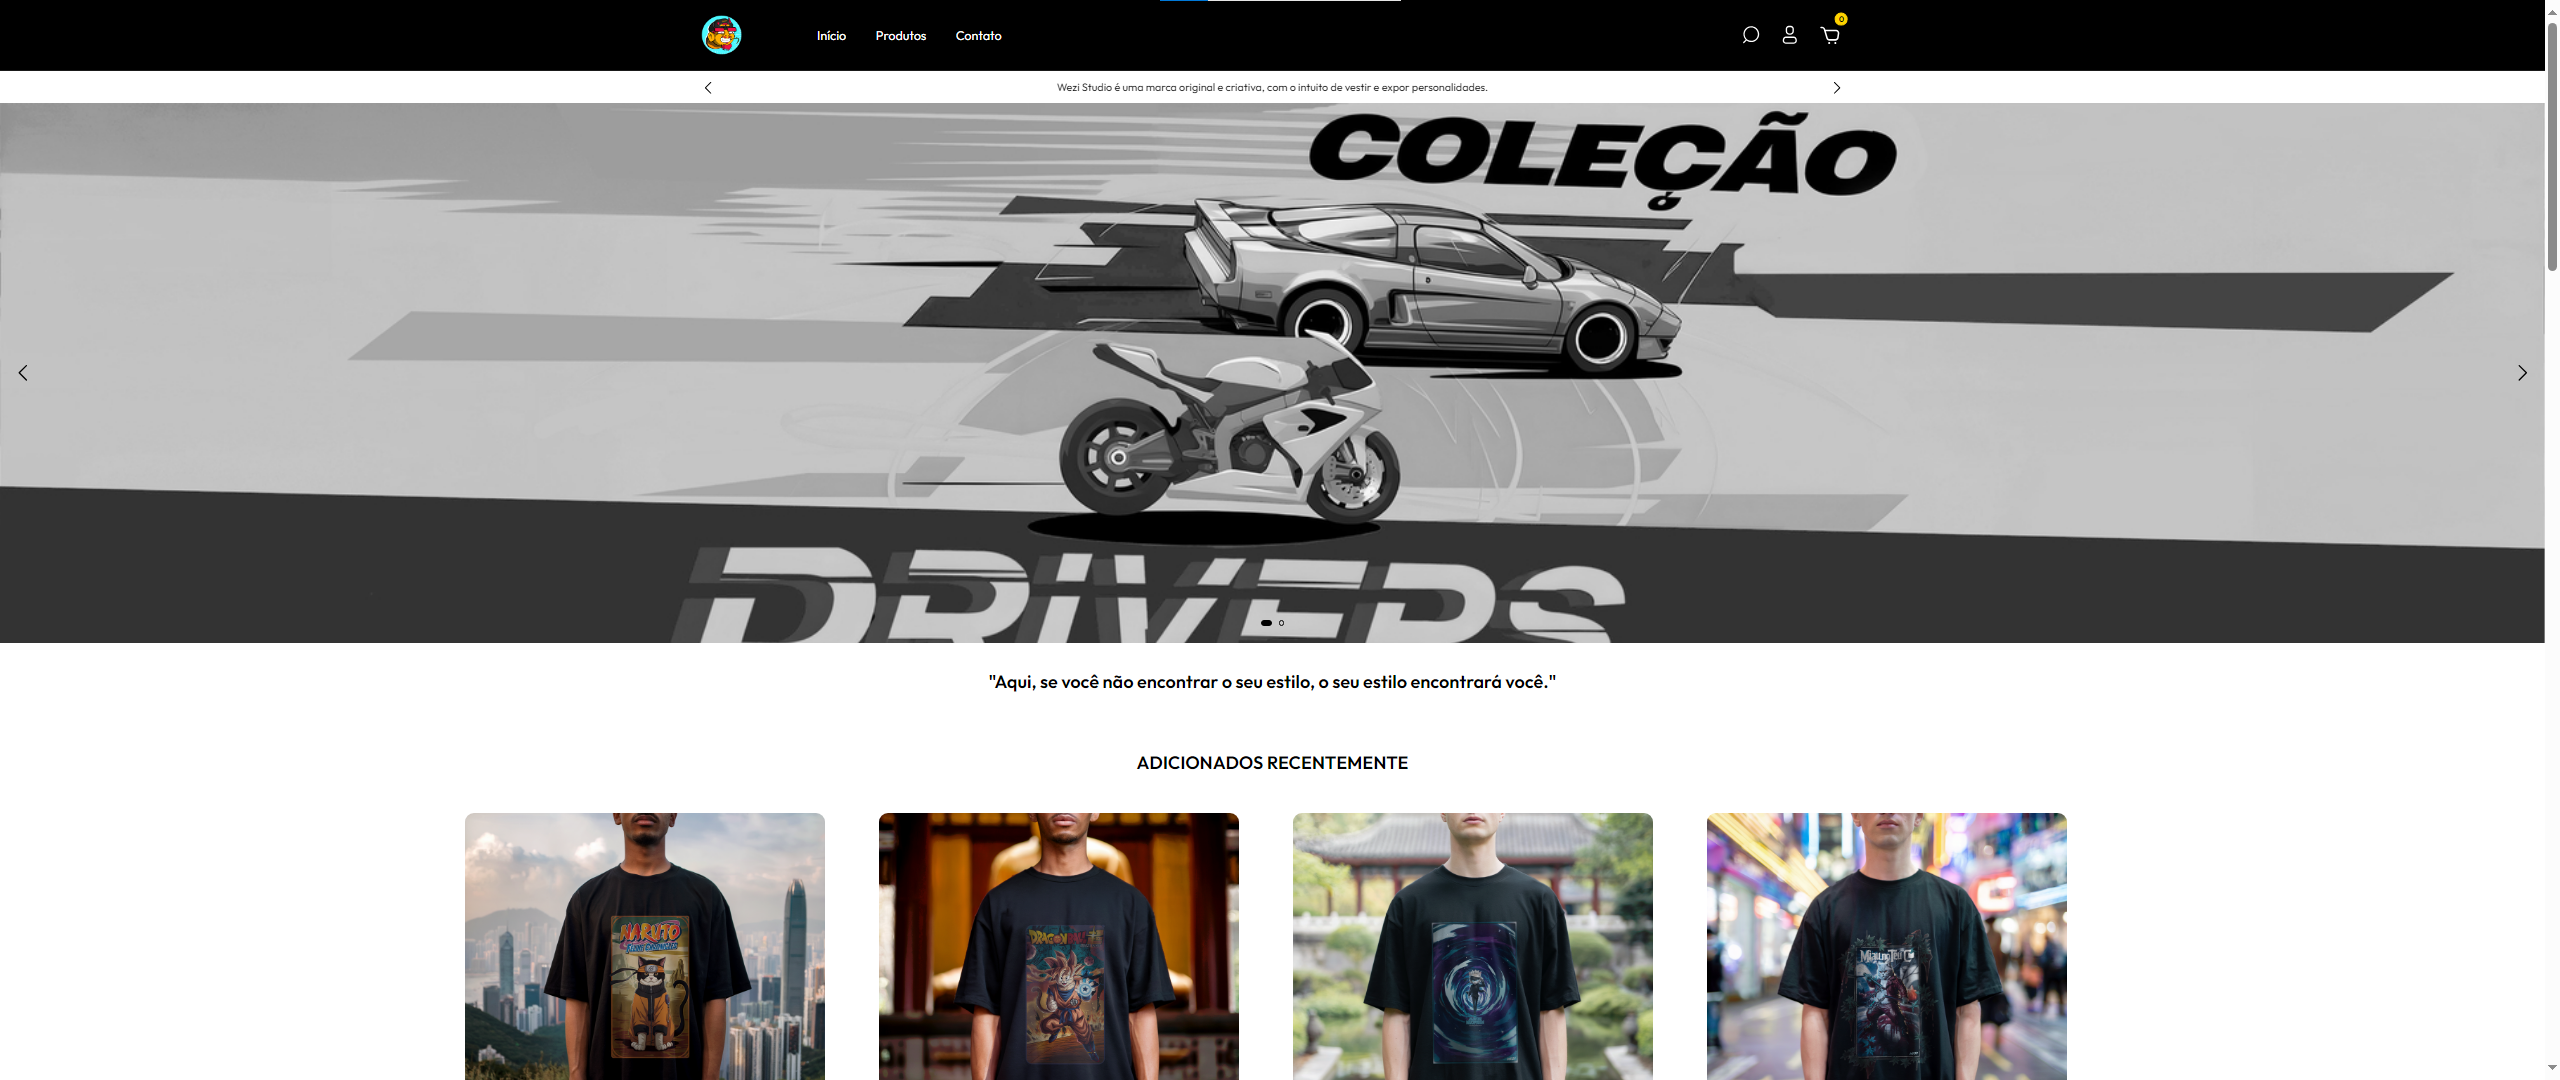 Início Produtos Contato
0
Wezi Studio é uma marca original e criativa, com o intuito de vestir e expor personalidades.
COLEÇÃO
DRIVERS
"Aqui, se você não encontrar o seu estilo, o seu estilo encontrará você."
ADICIONADOS RECENTEMENTE
NARUTO
DRAGON BALL